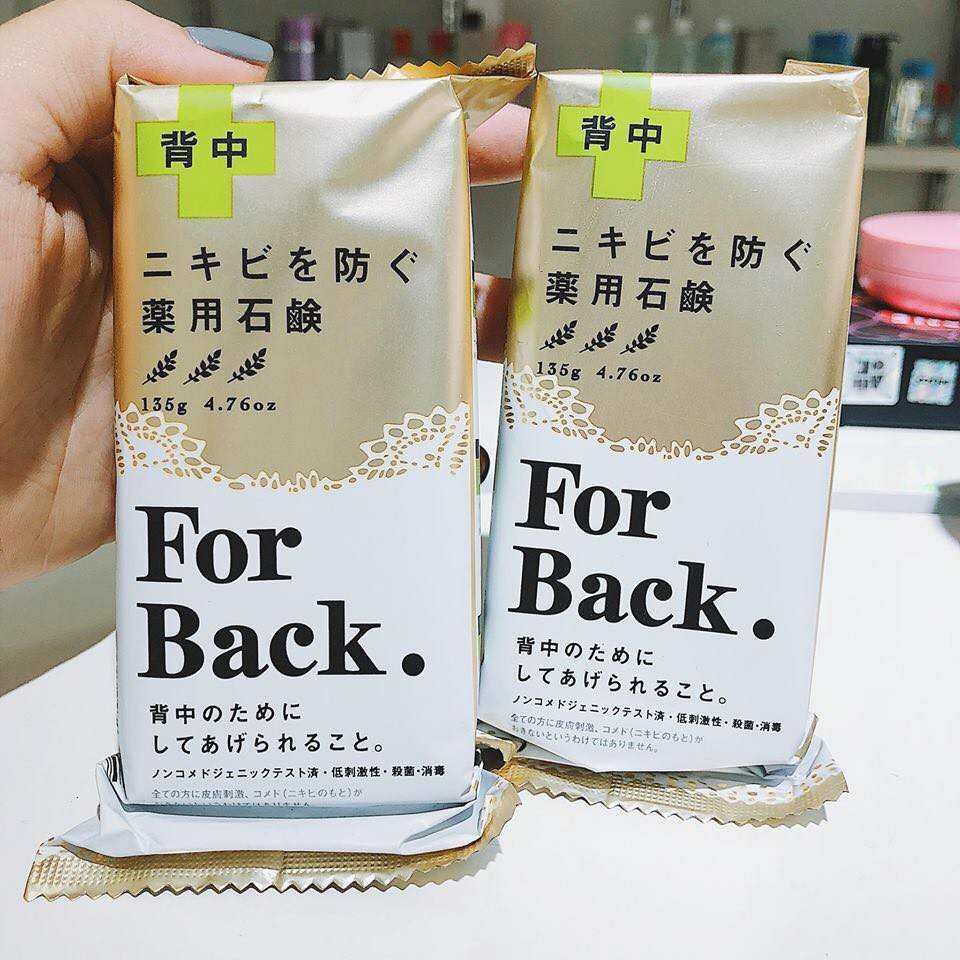 背中
ニキビを防ぐ
薬用石鹸
135g 4.76oz
For
Back.
背中のために
してあげられること。
ノンコメドジェニックテスト済・低刺激性・殺菌・消毒
全ての方に皮膚刺激、コメド(ニキビのもと)が
背中
ニキビを防ぐ
薬用石鹸
135g 4.76oz
For
Back.
背中のために
してあげられること。
ノンコメドジェニックテスト済・低刺激性・殺菌・消毒
全ての方に皮膚刺激、コメド(ニキビのもと)が
おきないというわけではありません。